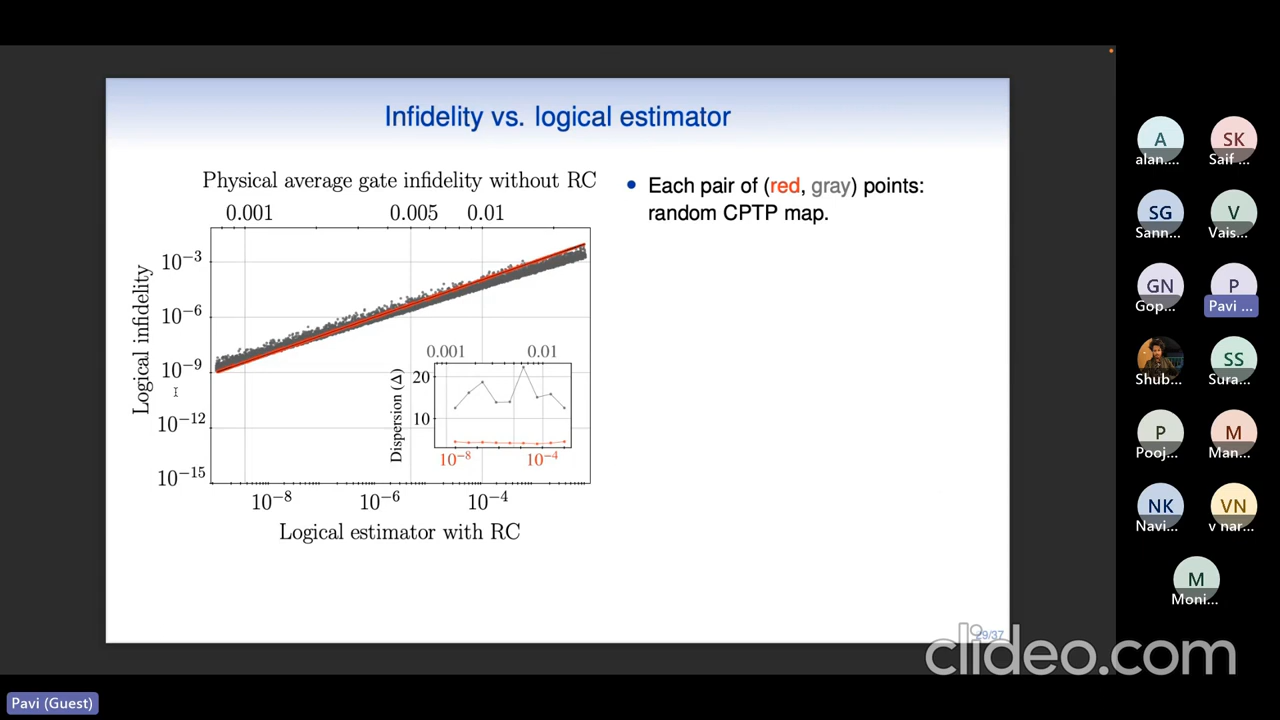 Infidelity vs. logical estimator
Physical average gate infidelity without RC
0.001 0.005 0.01
Logical infidelity
10⁻³
10⁻⁶
10⁻⁹
10⁻¹²
10⁻¹⁵
10⁻⁸ 10⁻⁶ 10⁻⁴
Logical estimator with RC
0.001 0.01
Dispersion (Δ)
20
10
10⁻⁸ 10⁻⁴
• Each pair of (red, gray) points:
random CPTP map.
29/37
A SK
alan.... Saif ...
SG V
Sann... Vais...
GN P
Gop... Pavi ...
SS
Shub... Sura...
P M
Pooj... Man...
NK VN
Navi... v nar...
M
Moni...
clideo.com
Pavi (Guest)